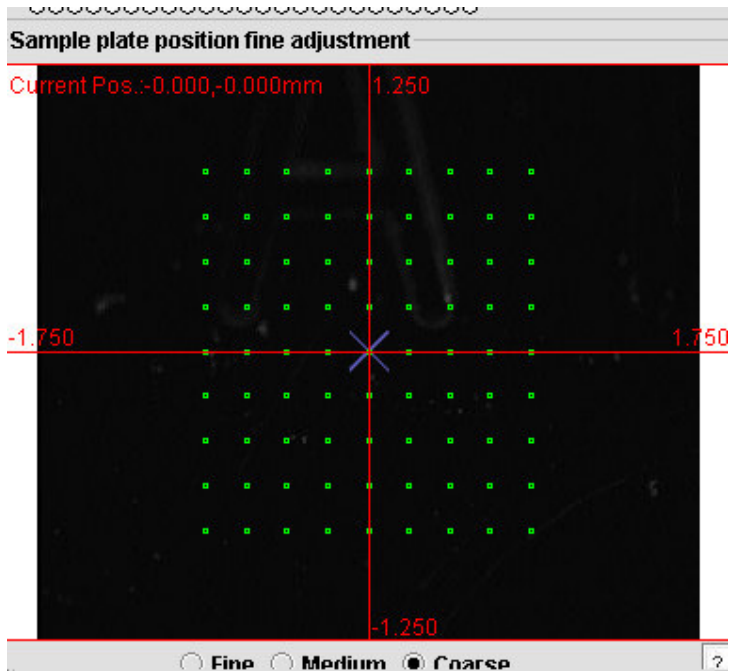 Sample plate position fine adjustment
Current Pos.:-0.000,-0.000mm 1.250
-1.750 1.750
-1.250
Fine Medium Coarse ?